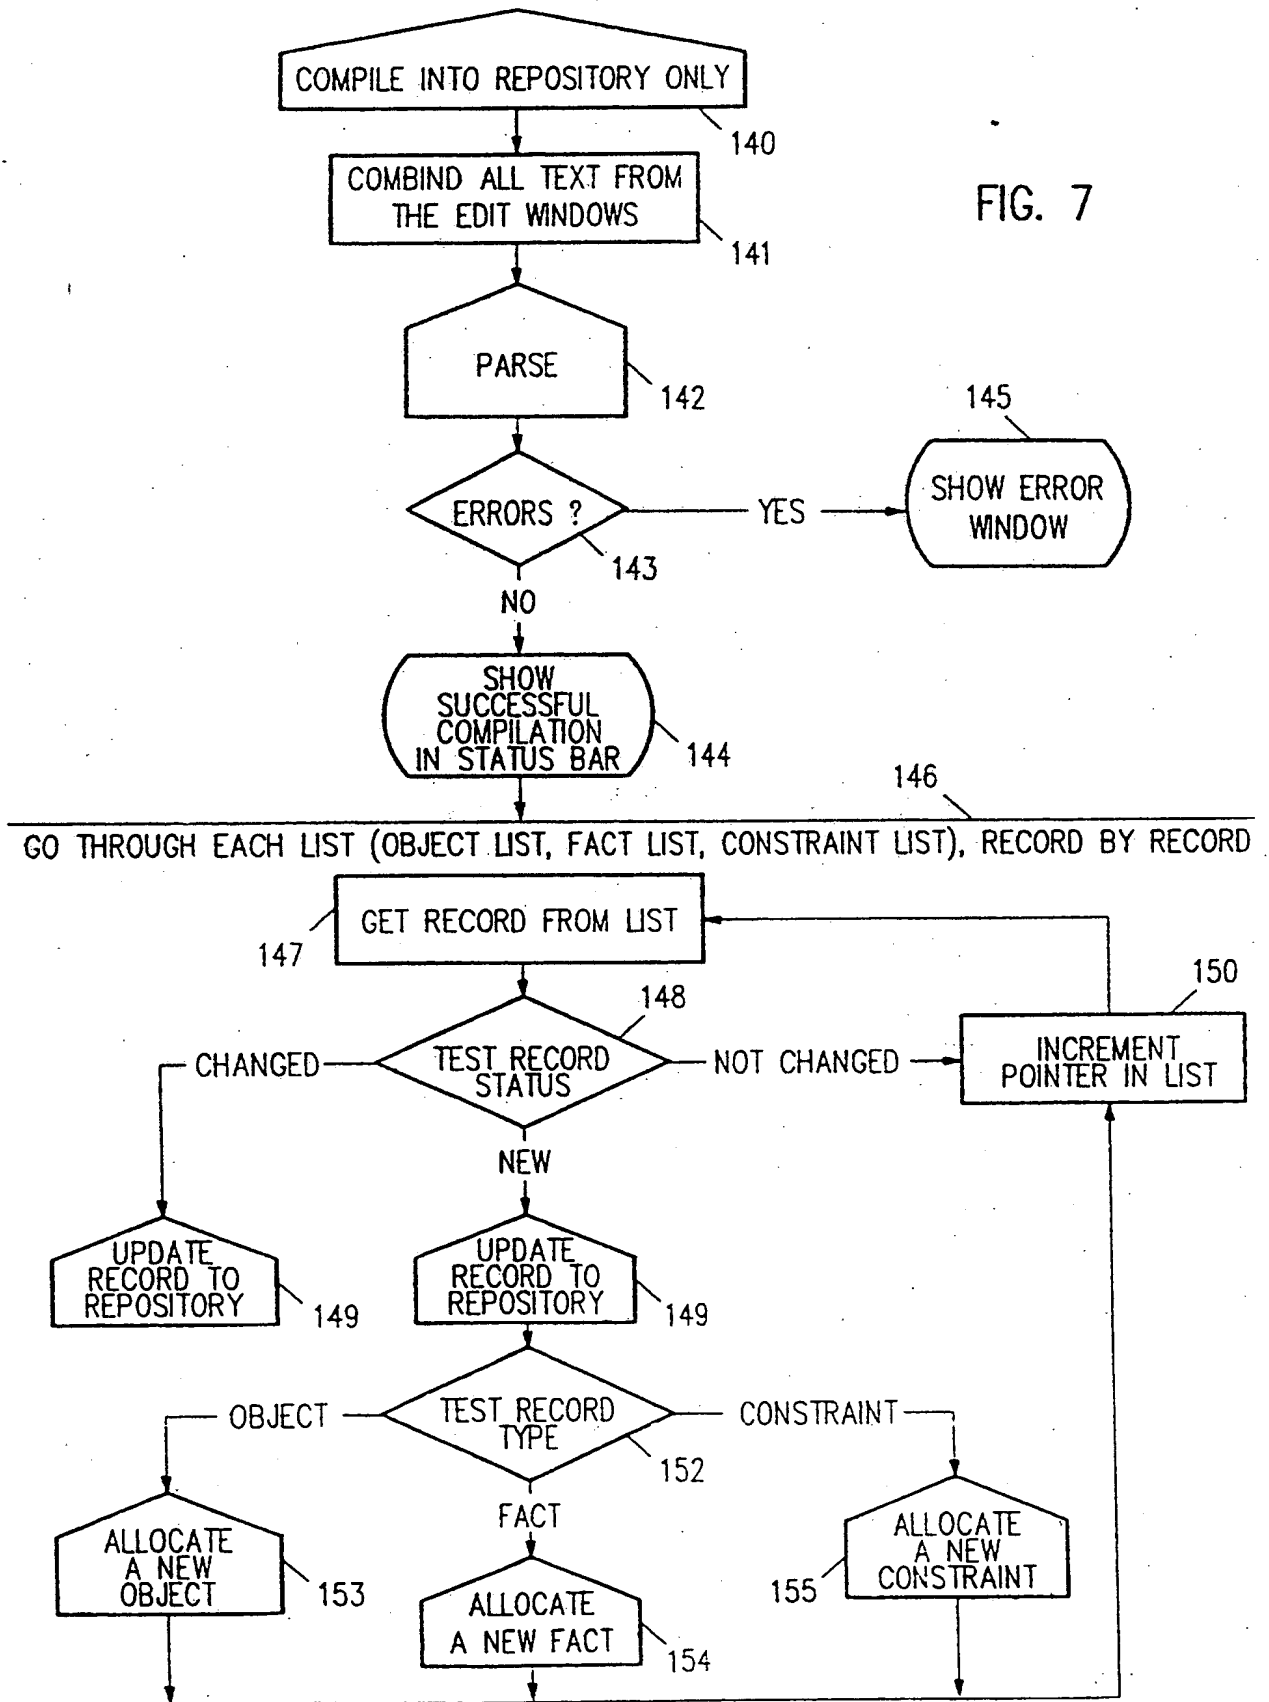 COMPILE INTO REPOSITORY ONLY
140
COMBIND ALL TEXT FROM
THE EDIT WINDOWS
141
FIG. 7
PARSE
142
145
ERRORS ?
YES
SHOW ERROR
WINDOW
143
NO
SHOW
SUCCESSFUL
COMPILATION
IN STATUS BAR
144
146
GO THROUGH EACH LIST (OBJECT LIST, FACT LIST, CONSTRAINT LIST), RECORD BY RECORD
GET RECORD FROM LIST
147
148
150
CHANGED
TEST RECORD
STATUS
NOT CHANGED
INCREMENT
POINTER IN LIST
NEW
UPDATE
RECORD TO
REPOSITORY
149
UPDATE
RECORD TO
REPOSITORY
149
OBJECT
TEST RECORD
TYPE
CONSTRAINT
152
FACT
ALLOCATE
A NEW
OBJECT
153
ALLOCATE
A NEW FACT
154
ALLOCATE
A NEW
CONSTRAINT
155